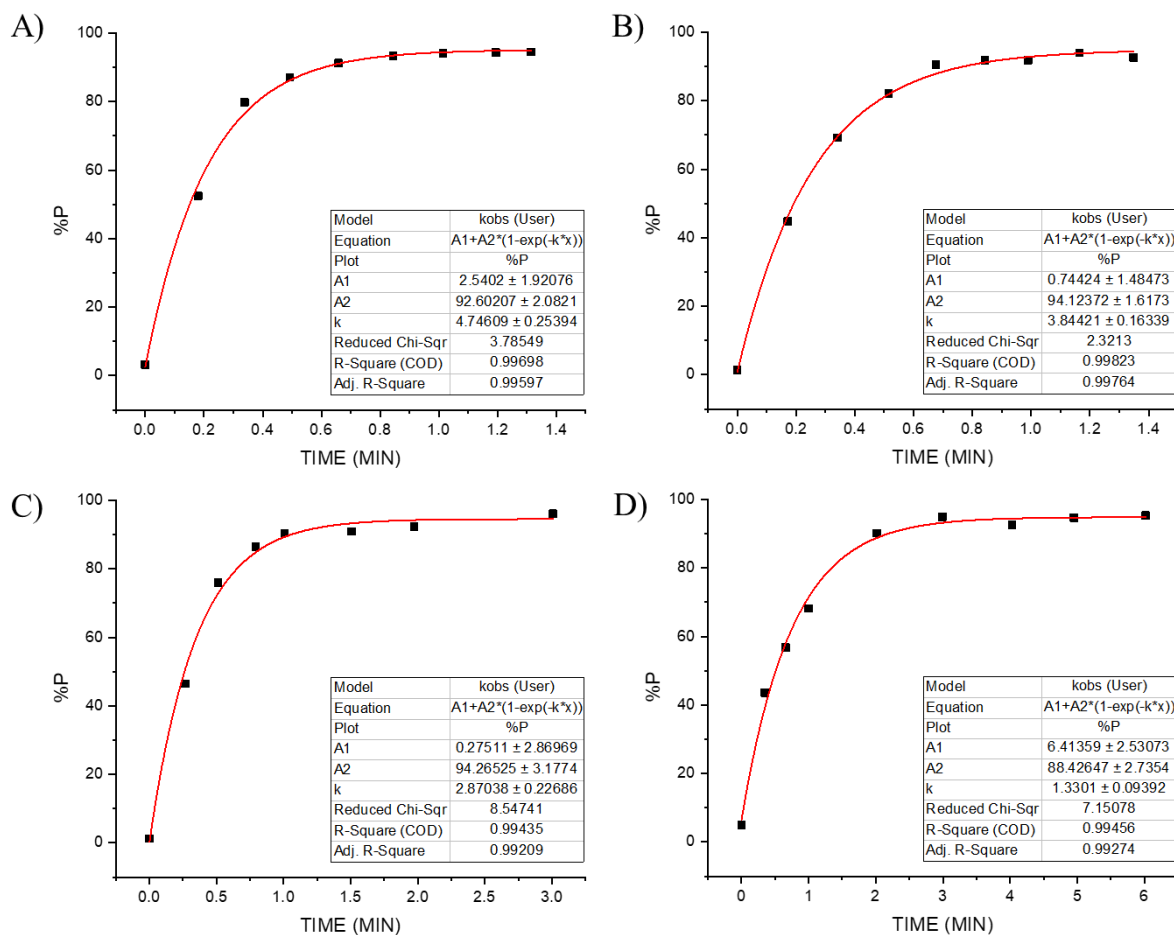 A)
100
80
60
40
20
0
%P
0.0 0.2 0.4 0.6 0.8 1.0 1.2 1.4
TIME (MIN)
Model kobs (User)
Equation A1+A2*(1-exp(-k*x))
Plot %P
A1 2.5402 ± 1.92076
A2 92.60207 ± 2.0821
k 4.74609 ± 0.25394
Reduced Chi-Sqr 3.78549
R-Square (COD) 0.99698
Adj. R-Square 0.99597
B)
100
80
60
40
20
0
%P
0.0 0.2 0.4 0.6 0.8 1.0 1.2 1.4
TIME (MIN)
Model kobs (User)
Equation A1+A2*(1-exp(-k*x))
Plot %P
A1 0.74424 ± 1.48473
A2 94.12372 ± 1.6173
k 3.84421 ± 0.16339
Reduced Chi-Sqr 2.3213
R-Square (COD) 0.99823
Adj. R-Square 0.99764
C)
100
80
60
40
20
0
%P
0.0 0.5 1.0 1.5 2.0 2.5 3.0
TIME (MIN)
Model kobs (User)
Equation A1+A2*(1-exp(-k*x))
Plot %P
A1 0.27511 ± 2.86969
A2 94.26525 ± 3.1774
k 2.87038 ± 0.22686
Reduced Chi-Sqr 8.54741
R-Square (COD) 0.99435
Adj. R-Square 0.99209
D)
100
80
60
40
20
0
%P
0 1 2 3 4 5 6
TIME (MIN)
Model kobs (User)
Equation A1+A2*(1-exp(-k*x))
Plot %P
A1 6.41359 ± 2.53073
A2 88.42647 ± 2.7354
k 1.3301 ± 0.09392
Reduced Chi-Sqr 7.15078
R-Square (COD) 0.99456
Adj. R-Square 0.99274